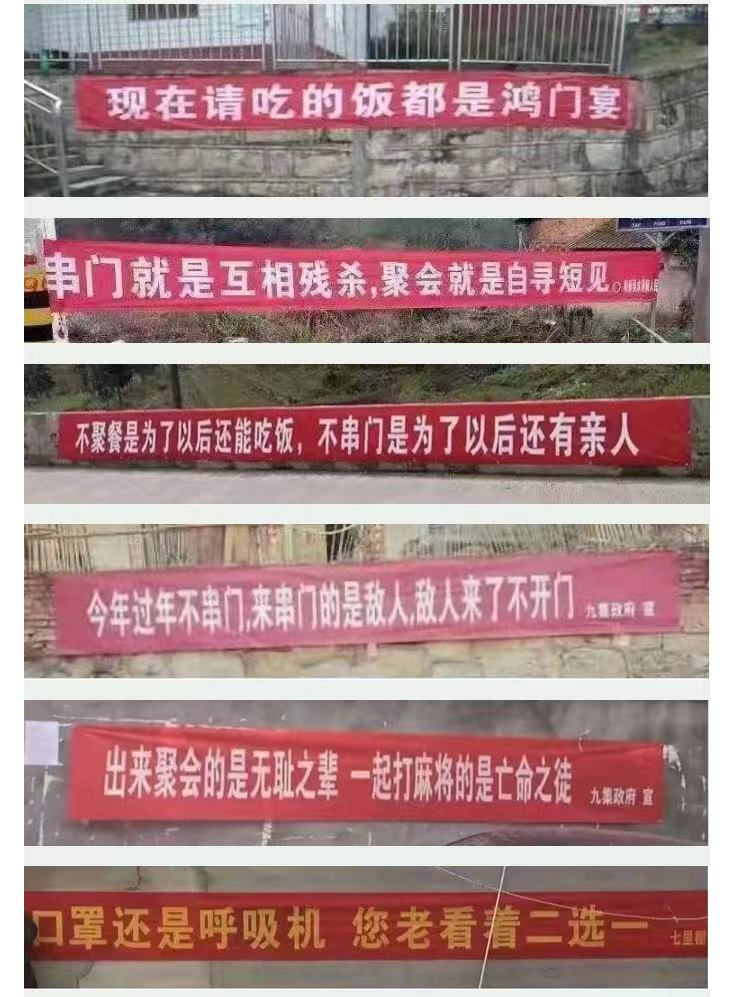 现在请吃的饭都是鸿门宴
串门就是互相残杀,聚会就是自寻短见。
不聚餐是为了以后还能吃饭，不串门是为了以后还有亲人
今年过年不串门,来串门的是敌人,敌人来了不开门 九集政府 宣
出来聚会的是无耻之辈 一起打麻将的是亡命之徒 九集政府 宣
口罩还是呼吸机 您老看着二选一 七里棚